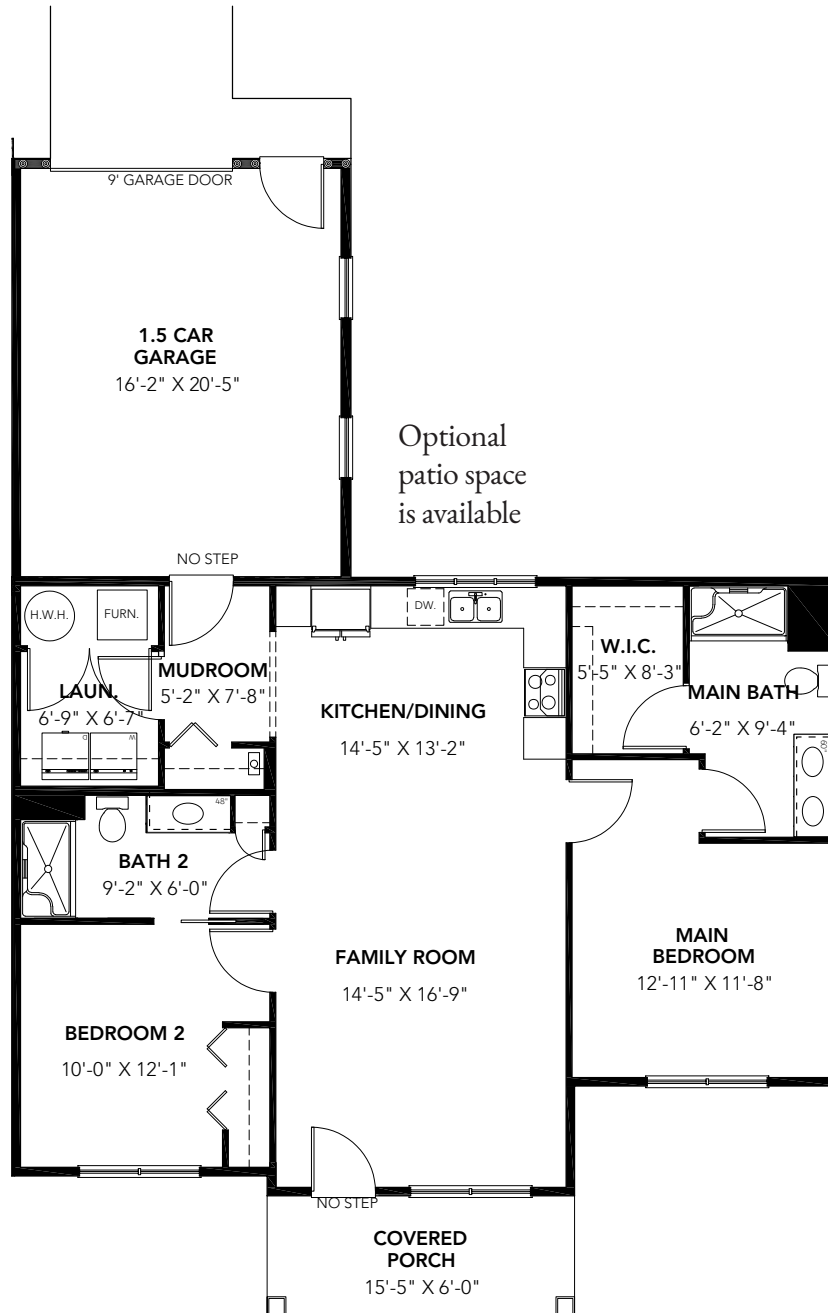 9' GARAGE DOOR
1.5 CAR
GARAGE
16'-2" X 20'-5"
Optional
patio space
is available
NO STEP
H.W.H.
FURN.
DW.
LAUN.
6'-9" X 6'-7"
D
W
MUDROOM
5'-2" X 7'-8"
KITCHEN/DINING
14'-5" X 13'-2"
W.I.C.
5'-5" X 8'-3"
MAIN BATH
6'-2" X 9'-4"
60"
48"
BATH 2
9'-2" X 6'-0"
FAMILY ROOM
14'-5" X 16'-9"
MAIN
BEDROOM
12'-11" X 11'-8"
BEDROOM 2
10'-0" X 12'-1"
NO STEP
COVERED
PORCH
15'-5" X 6'-0"